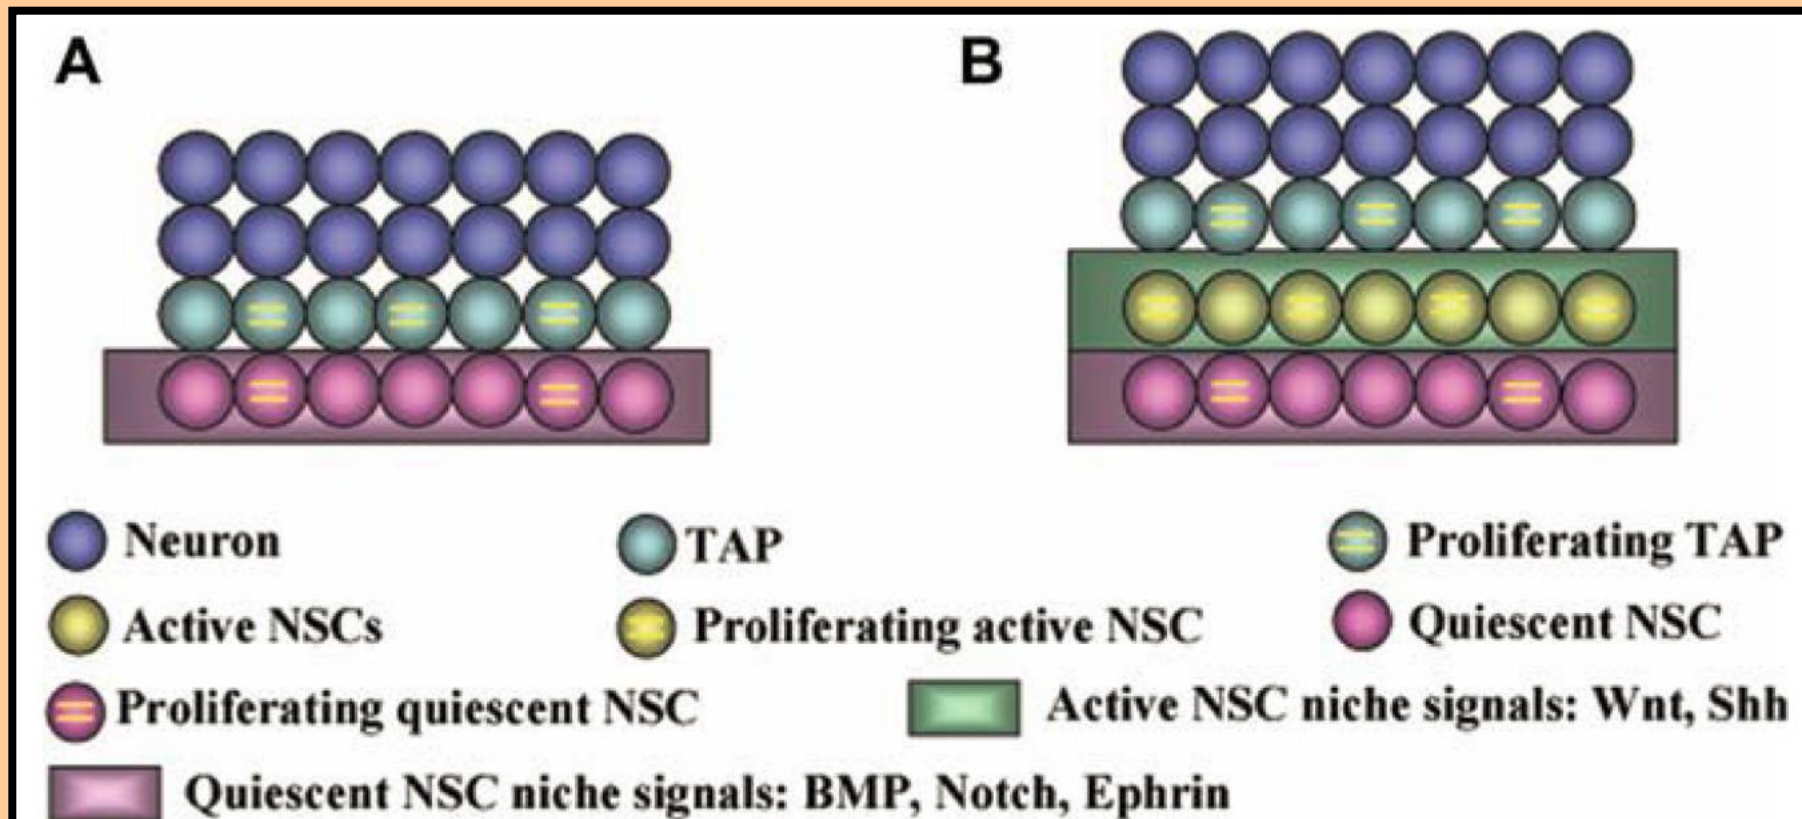 A
B
Neuron
TAP
Proliferating TAP
Active NSCs
Proliferating active NSC
Quiescent NSC
Proliferating quiescent NSC
Active NSC niche signals: Wnt, Shh
Quiescent NSC niche signals: BMP, Notch, Ephrin